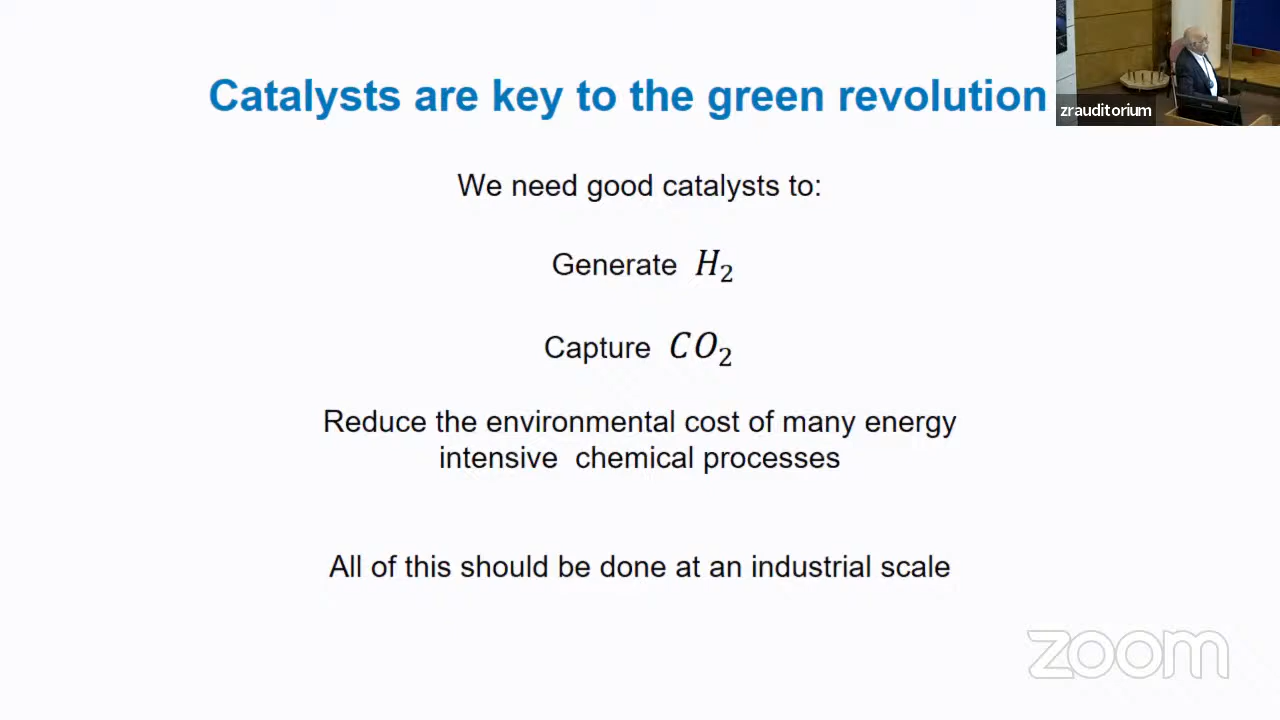 Catalysts are key to the green revolution
zrauditorium
We need good catalysts to:
Generate H₂
Capture CO₂
Reduce the environmental cost of many energy
intensive chemical processes
All of this should be done at an industrial scale
zoom